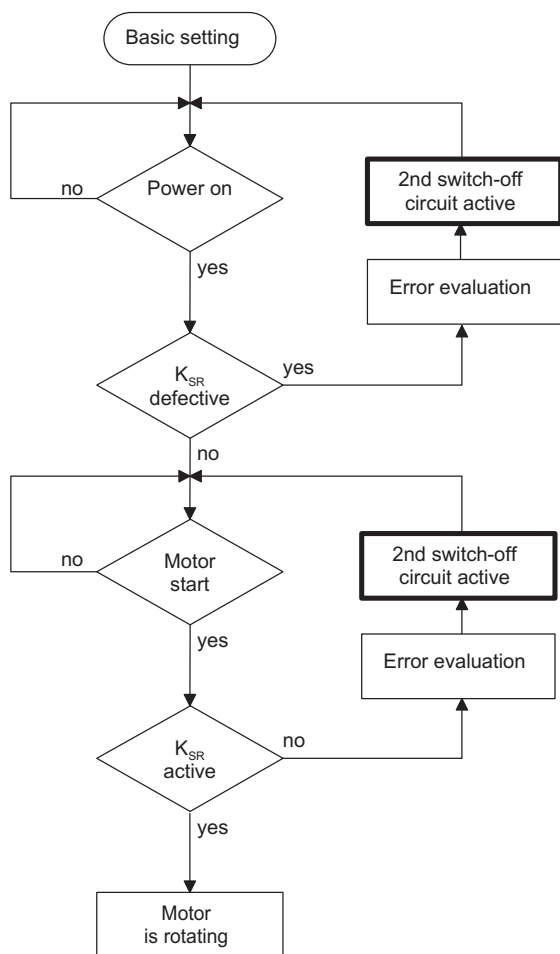 Basic setting
Power on
no
2nd switch-off
circuit active
yes
Error evaluation
K_SR
defective
yes
no
Motor
start
no
2nd switch-off
circuit active
yes
Error evaluation
K_SR
active
no
yes
Motor
is rotating